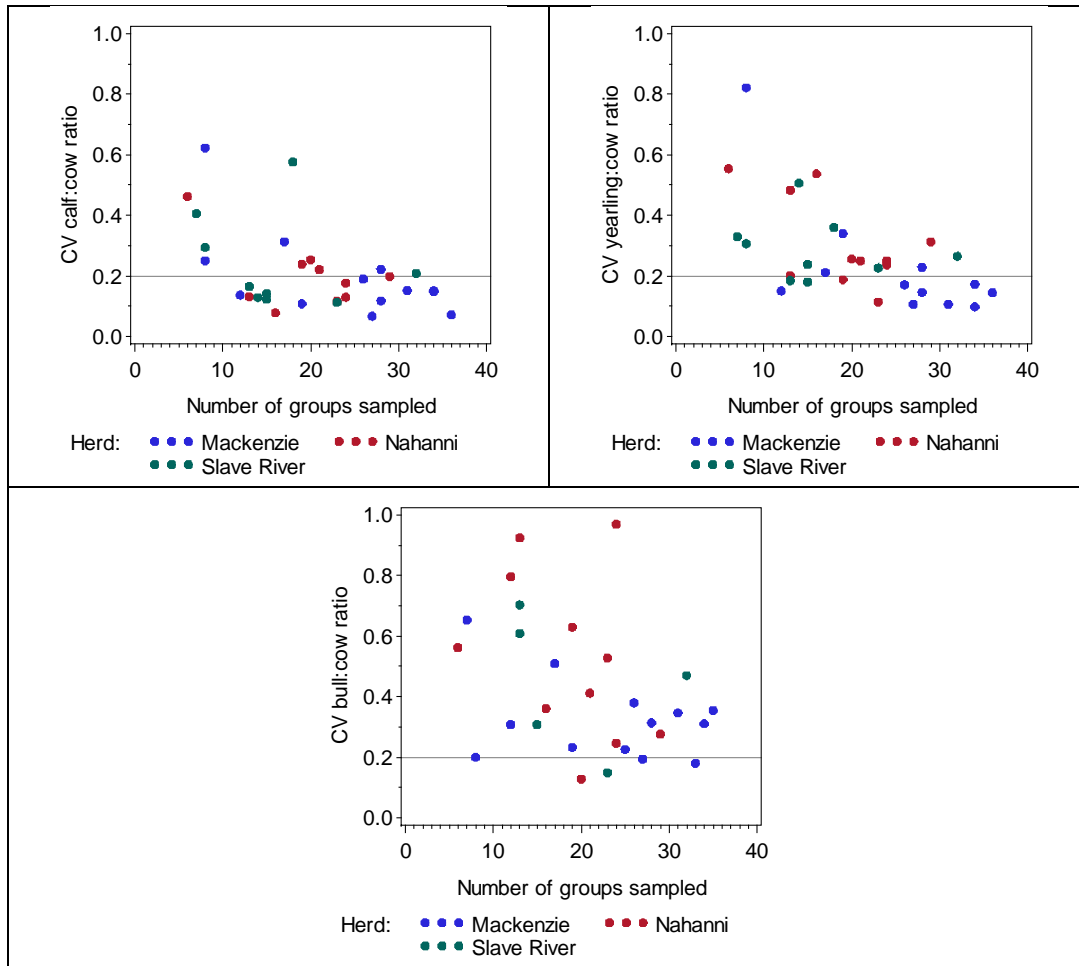 CV calf:cow ratio
1.0
0.8
0.6
0.4
0.2
0.0
0 10 20 30 40
Number of groups sampled
Herd: Mackenzie Nahanni
Slave River
CV yearling:cow ratio
1.0
0.8
0.6
0.4
0.2
0.0
0 10 20 30 40
Number of groups sampled
Herd: Mackenzie Nahanni
Slave River
CV bull:cow ratio
1.0
0.8
0.6
0.4
0.2
0.0
0 10 20 30 40
Number of groups sampled
Herd: Mackenzie Nahanni
Slave River